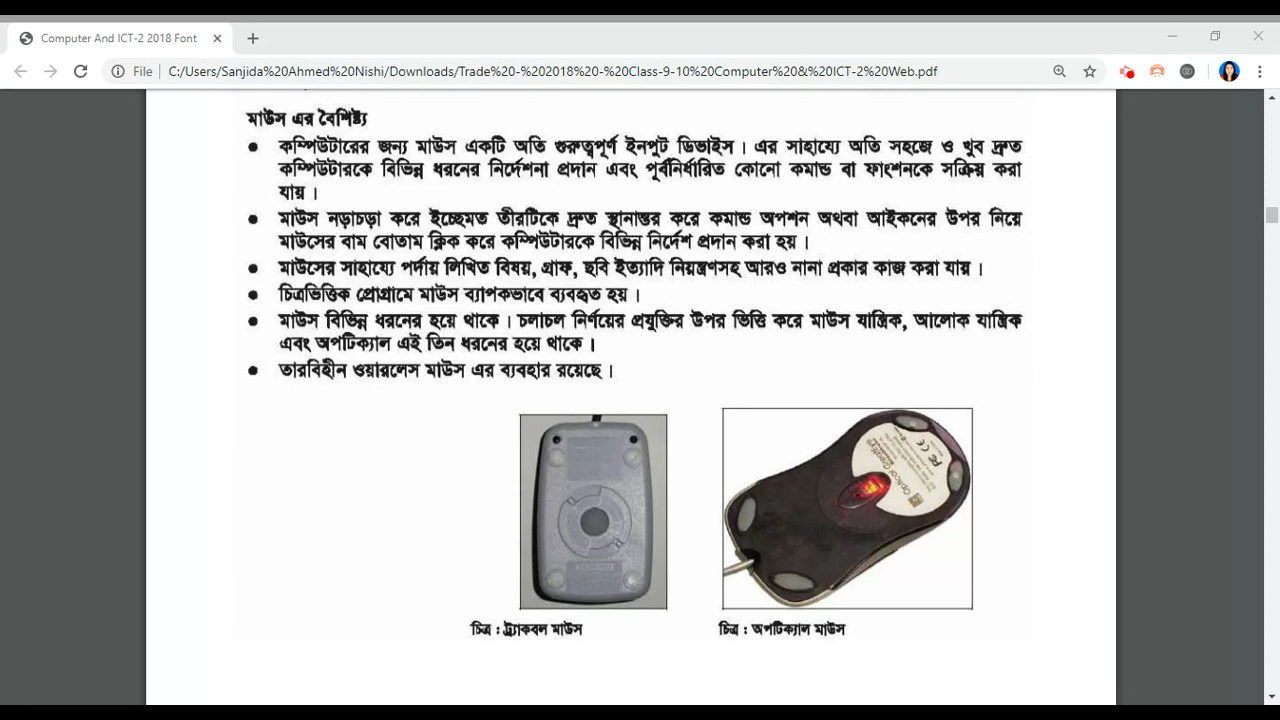 Computer And ICT-2 2018 Font
File
C:/Users/Sanjida%20Ahmed%20Nishi/Downloads/Trade%20-%202018%20-%20Class-9-10%20Computer%20&%20ICT-2%20Web.pdf
মাউস এর বৈশিষ্ট্য
● কম্পিউটারের জন্য মাউস একটি অতি গুরুত্বপূর্ণ ইনপুট ডিভাইস। এর সাহায্যে অতি সহজে ও খুব দ্রুত
কম্পিউটারকে বিভিন্ন ধরনের নির্দেশনা প্রদান এবং পূর্বনির্ধারিত কোনো কমান্ড বা ফাংশনকে সক্রিয় করা
যায়।
● মাউস নড়াচড়া করে ইচ্ছেমত তীরটিকে দ্রুত স্থানান্তর করে কমান্ড অপশন অথবা আইকনের উপর নিয়ে
মাউসের বাম বোতাম ক্লিক করে কম্পিউটারকে বিভিন্ন নির্দেশ প্রদান করা হয়।
● মাউসের সাহায্যে পর্দায় লিখিত বিষয়, গ্রাফ, ছবি ইত্যাদি নিয়ন্ত্রণসহ আরও নানা প্রকার কাজ করা যায়।
● চিত্রভিত্তিক প্রোগ্রামে মাউস ব্যাপকভাবে ব্যবহৃত হয়।
● মাউস বিভিন্ন ধরনের হয়ে থাকে। চলাচল নির্ণয়ের প্রযুক্তির উপর ভিত্তি করে মাউস যান্ত্রিক, আলোক যান্ত্রিক
এবং অপটিক্যাল এই তিন ধরনের হয়ে থাকে।
● তারবিহীন ওয়ারলেস মাউস এর ব্যবহার রয়েছে।
Optical
চিত্র : ট্র্যাকবল মাউস
চিত্র : অপটিক্যাল মাউস